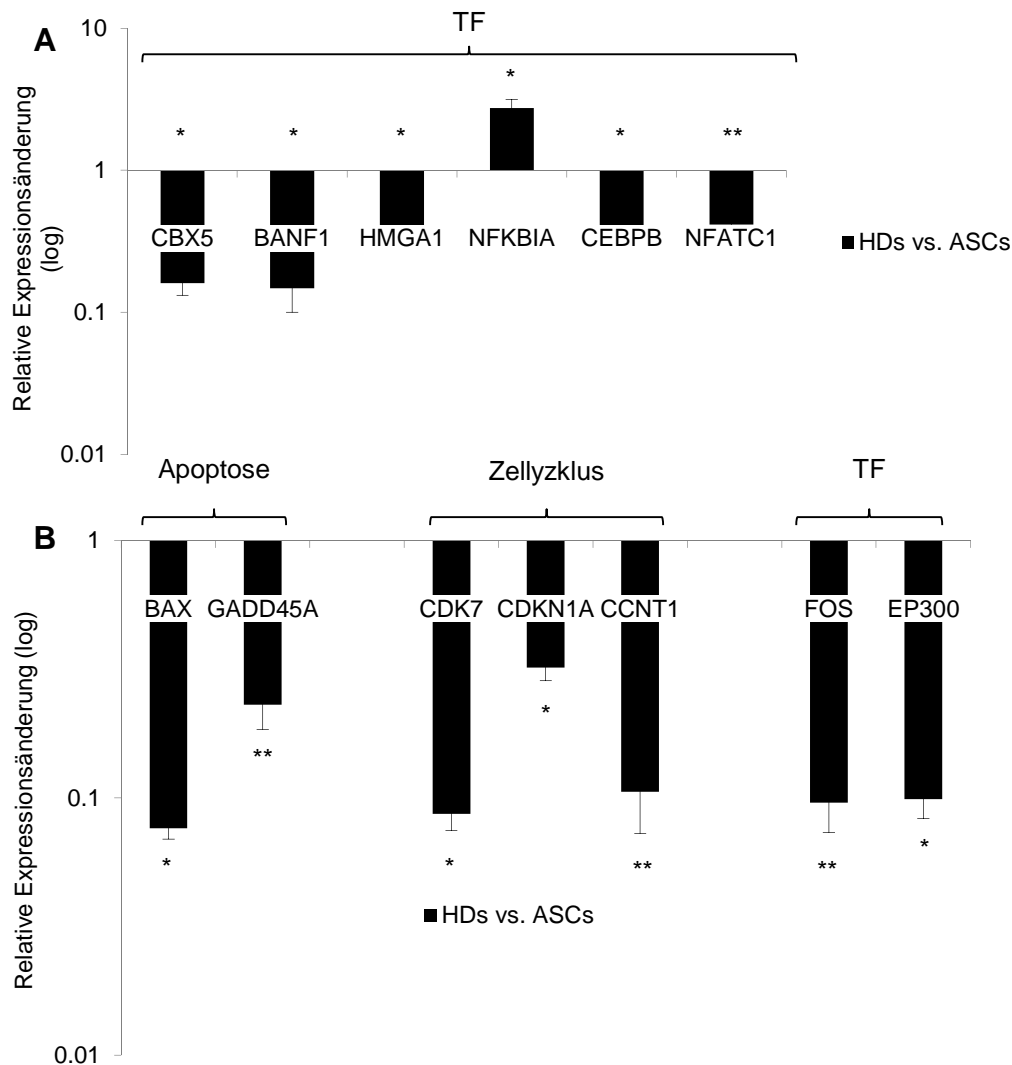 A
TF
10
1
0.1
0.01
Relative Expressionsänderung
(log)
*
*
*
*
*
**
CBX5 BANF1 HMGA1 NFKBIA CEBPB NFATC1
HDs vs. ASCs
B
Apoptose Zellyzklus TF
1
0.1
0.01
Relative Expressionsänderung (log)
BAX GADD45A CDK7 CDKN1A CCNT1 FOS EP300
*
**
*
*
**
**
*
HDs vs. ASCs